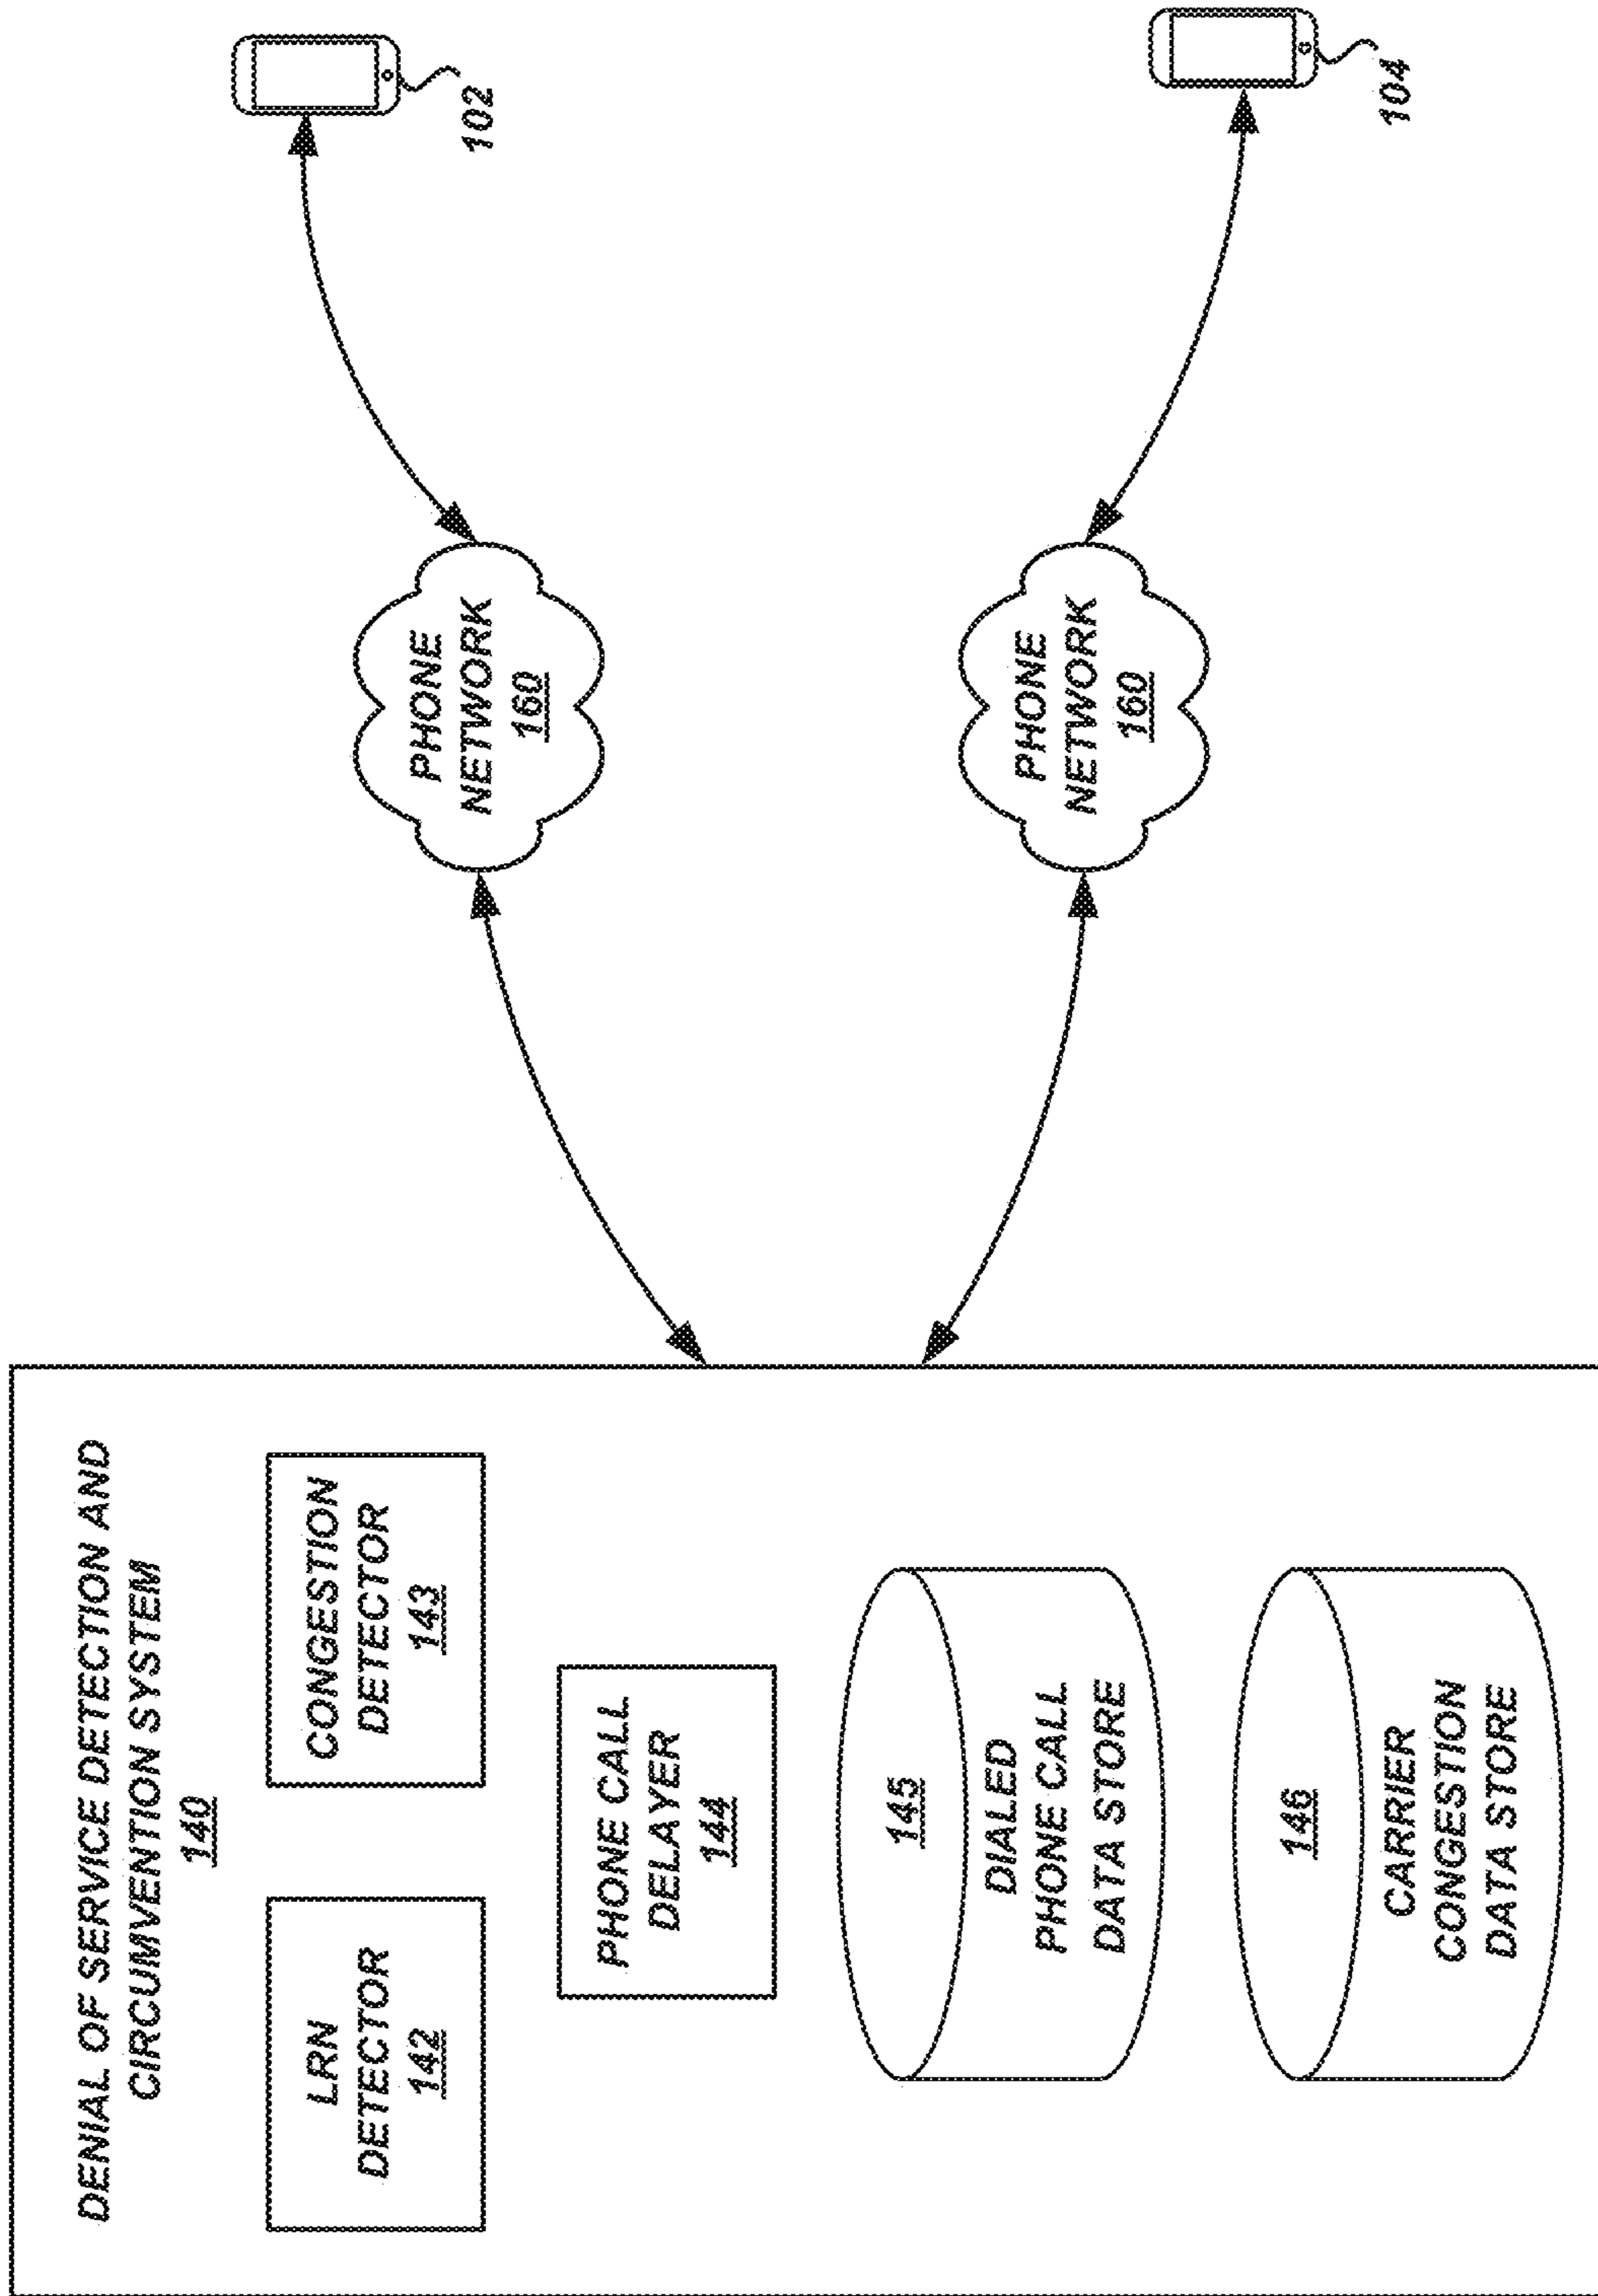 DENIAL OF SERVICE DETECTION AND
CIRCUMVENTION SYSTEM
140
LRN
DETECTOR
142
CONGESTION
DETECTOR
143
PHONE CALL
DELAYER
144
145
DIALED
PHONE CALL
DATA STORE
146
CARRIER
CONGESTION
DATA STORE
PHONE
NETWORK
160
PHONE
NETWORK
160
102
104